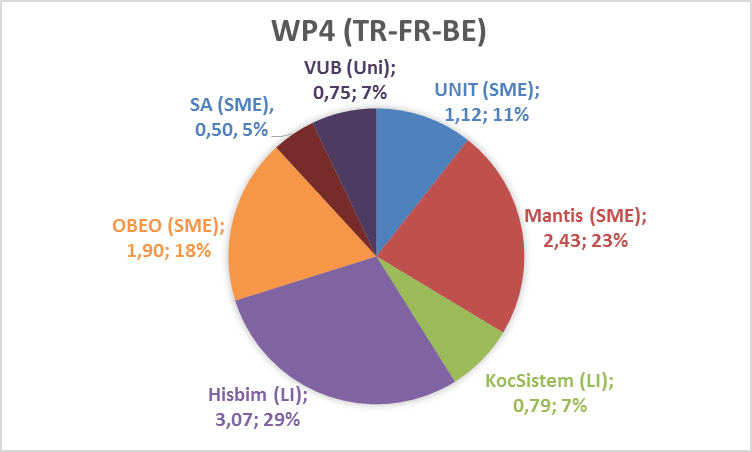 WP4 (TR-FR-BE)
VUB (Uni);
0,75; 7%
UNIT (SME);
1,12; 11%
SA (SME),
0,50, 5%
Mantis (SME);
2,43; 23%
OBEO (SME);
1,90; 18%
KocSistem (LI);
0,79; 7%
Hisbim (LI);
3,07; 29%